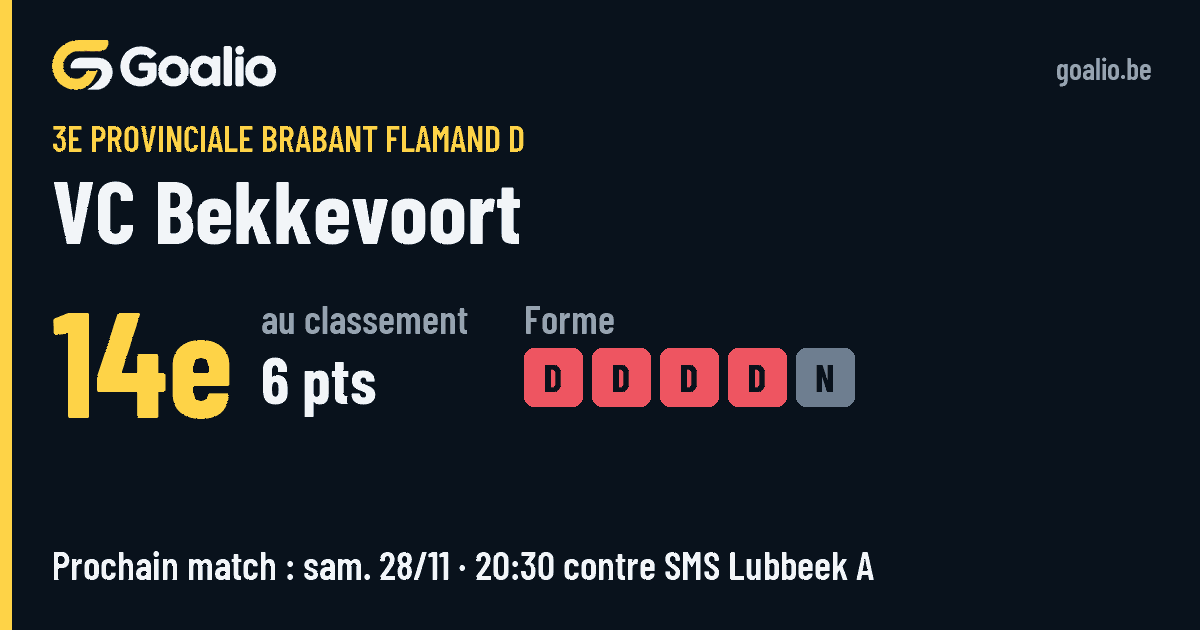 Goalio
goalio.be
3E PROVINCIALE BRABANT FLAMAND D
VC Bekkevoort
14e
au classement
6 pts
Forme
D D D D N
Prochain match : sam. 28/11 · 20:30 contre SMS Lubbeek A